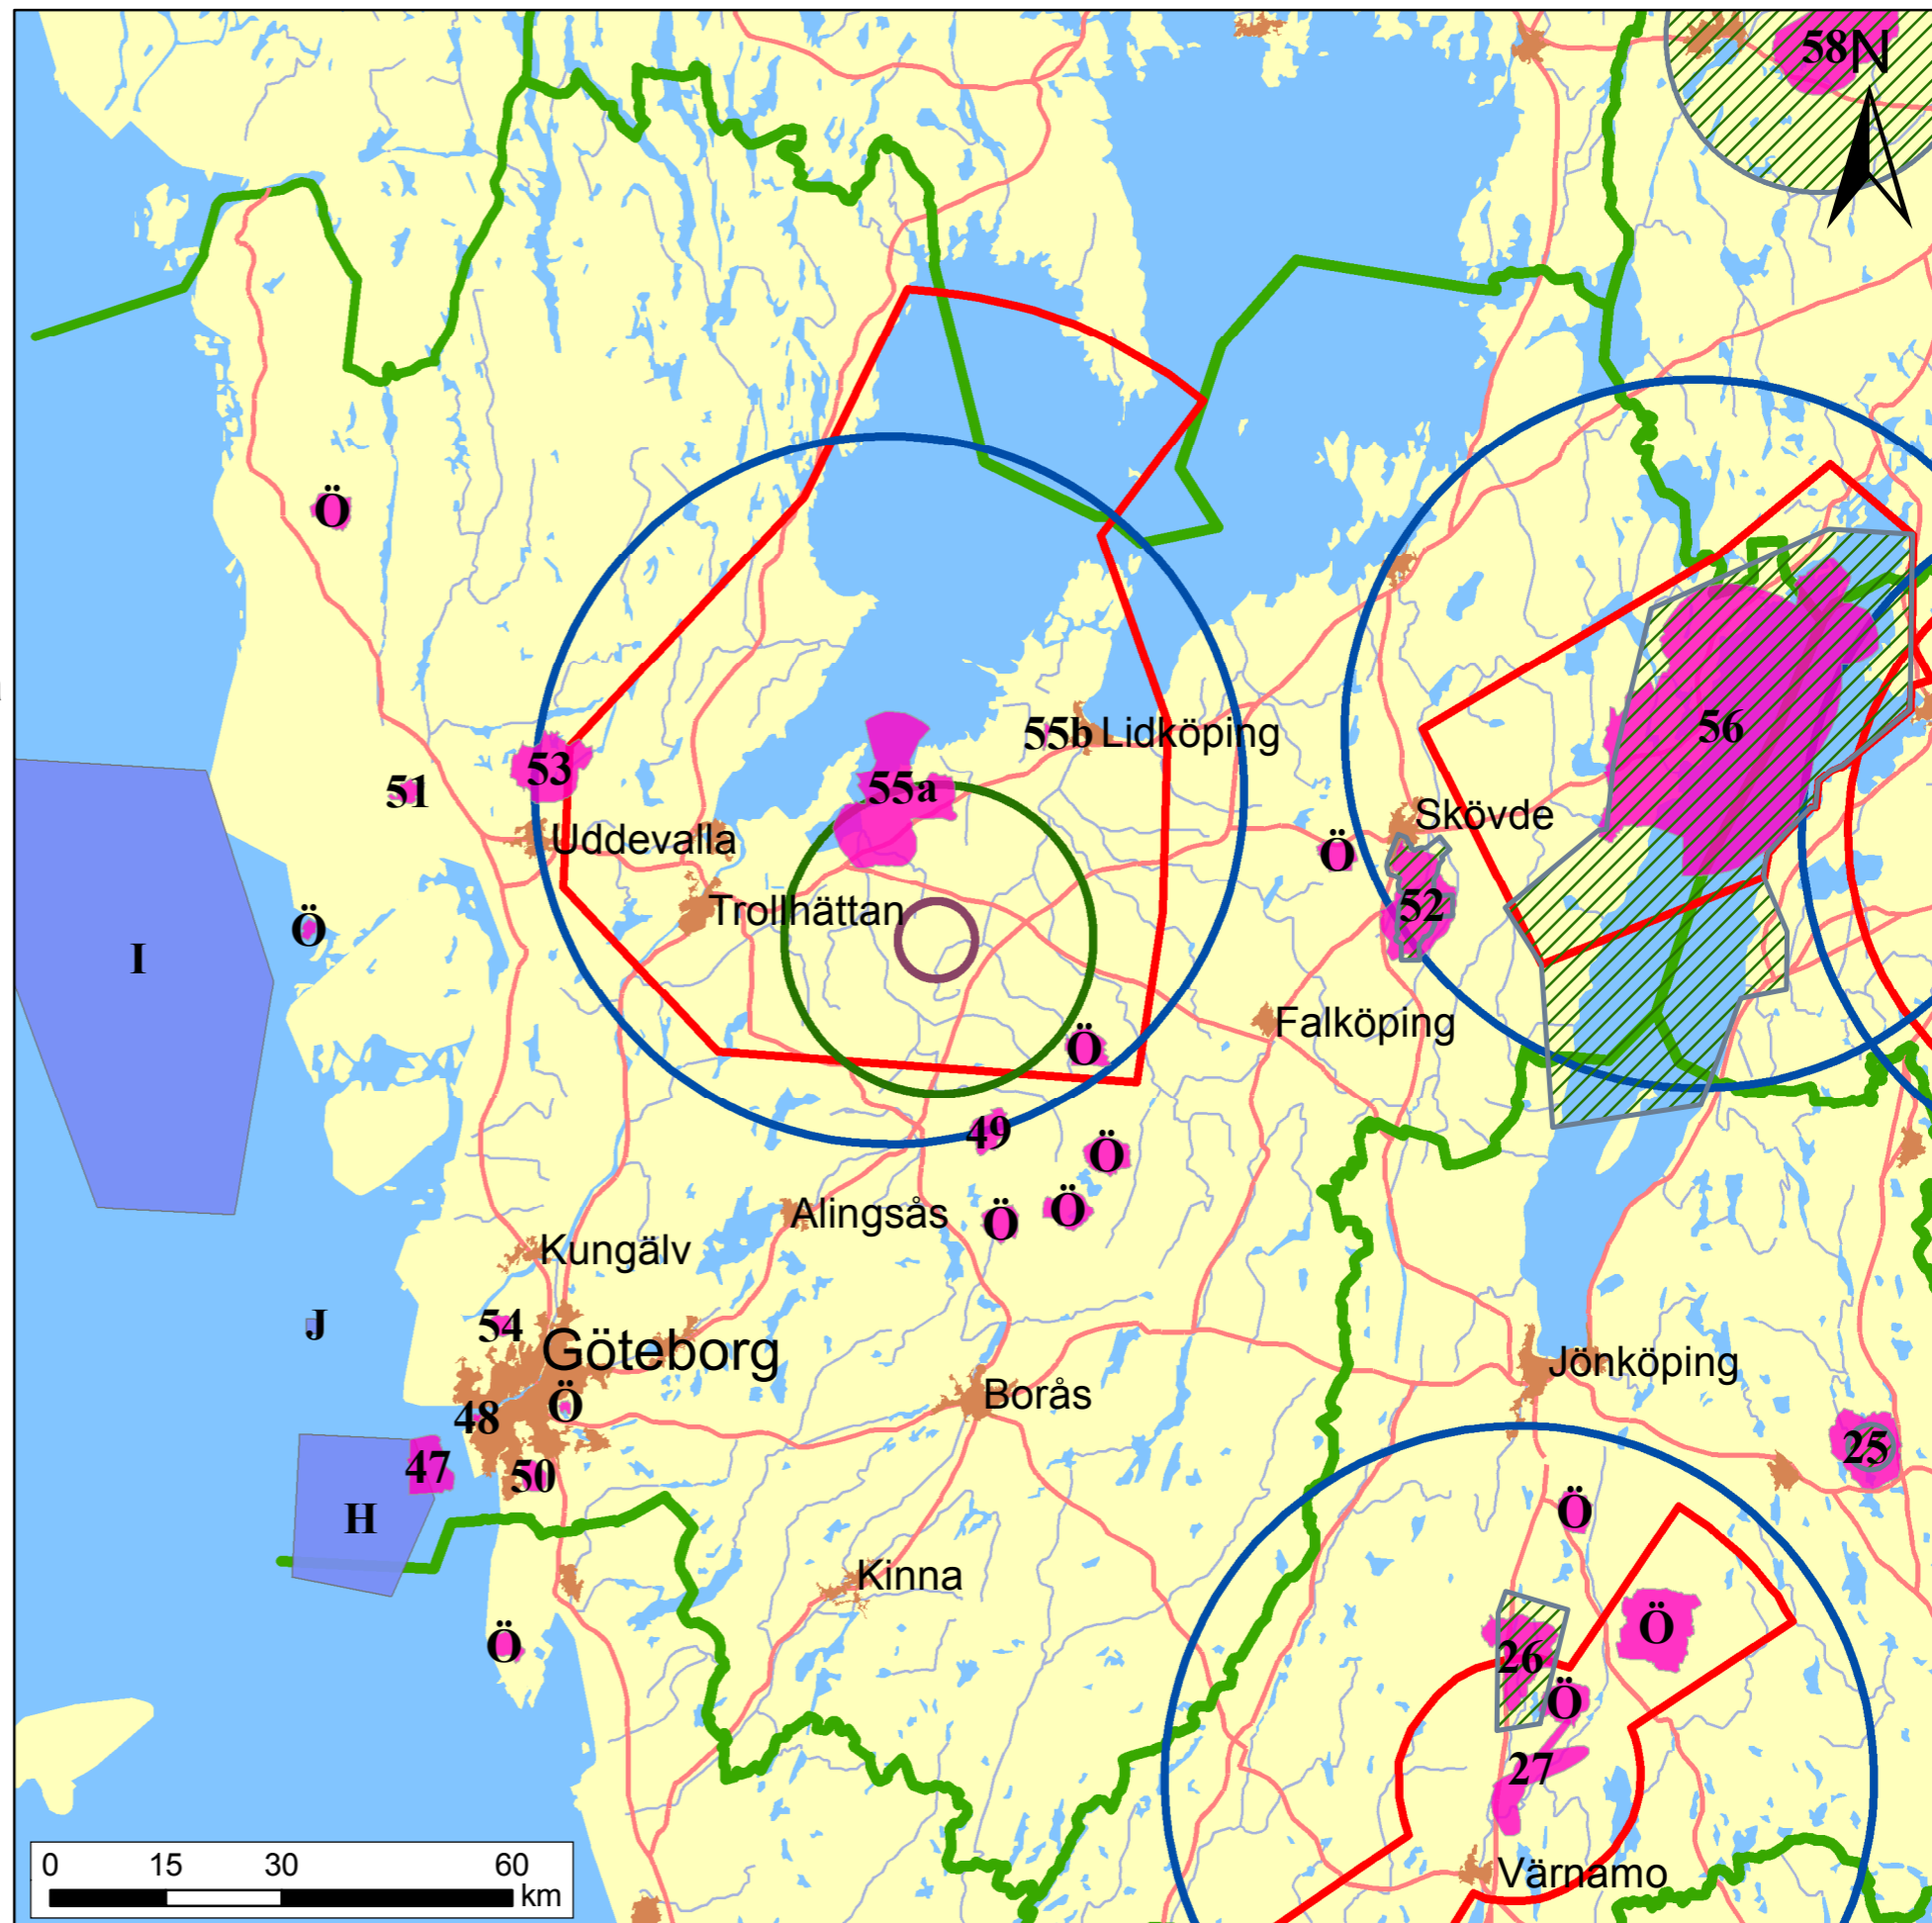 58
N
Ö
56
55b
Lidköping
53
51
55a
Skövde
Uddevalla
Ö
52
Trollhättan
Ö
I
Falköping
Ö
49
Ö
Ö
Ö
Alingsås
Kungälv
J
54
Göteborg
Jönköping
Borås
Ö
48
47
50
25
H
Ö
Kinna
Ö
Ö
26
Ö
27
Värnamo
0 15 30 60
km